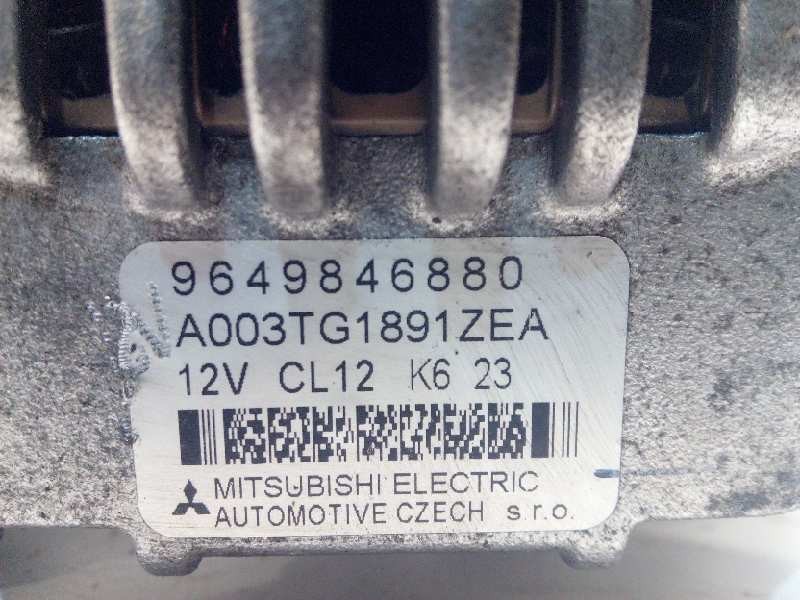 9649846880
A003TG1891ZEA
12V CL12 K6 23
MITSUBISHI ELECTRIC
AUTOMOTIVE CZECH s.r.o.